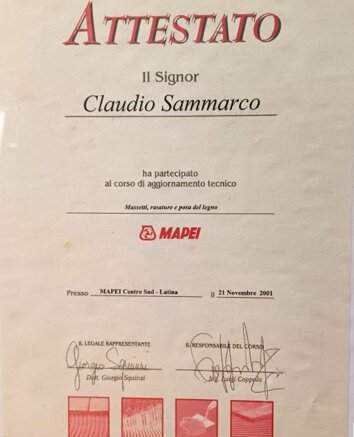 ATTESTATO
Il Signor
Claudio Sammarco
ha partecipato
al corso di aggiornamento tecnico
Massetti, rasature e posa del legno
MAPEI
Presso MAPEI Centro Sud - Latina il 21 Novembre 2001
IL LEGALE RAPPRESENTANTE IL RESPONSABILE DEL CORSO
Giorgio Squinzi
Dott. Giorgio Squinzi Ing. Luigi Coppola